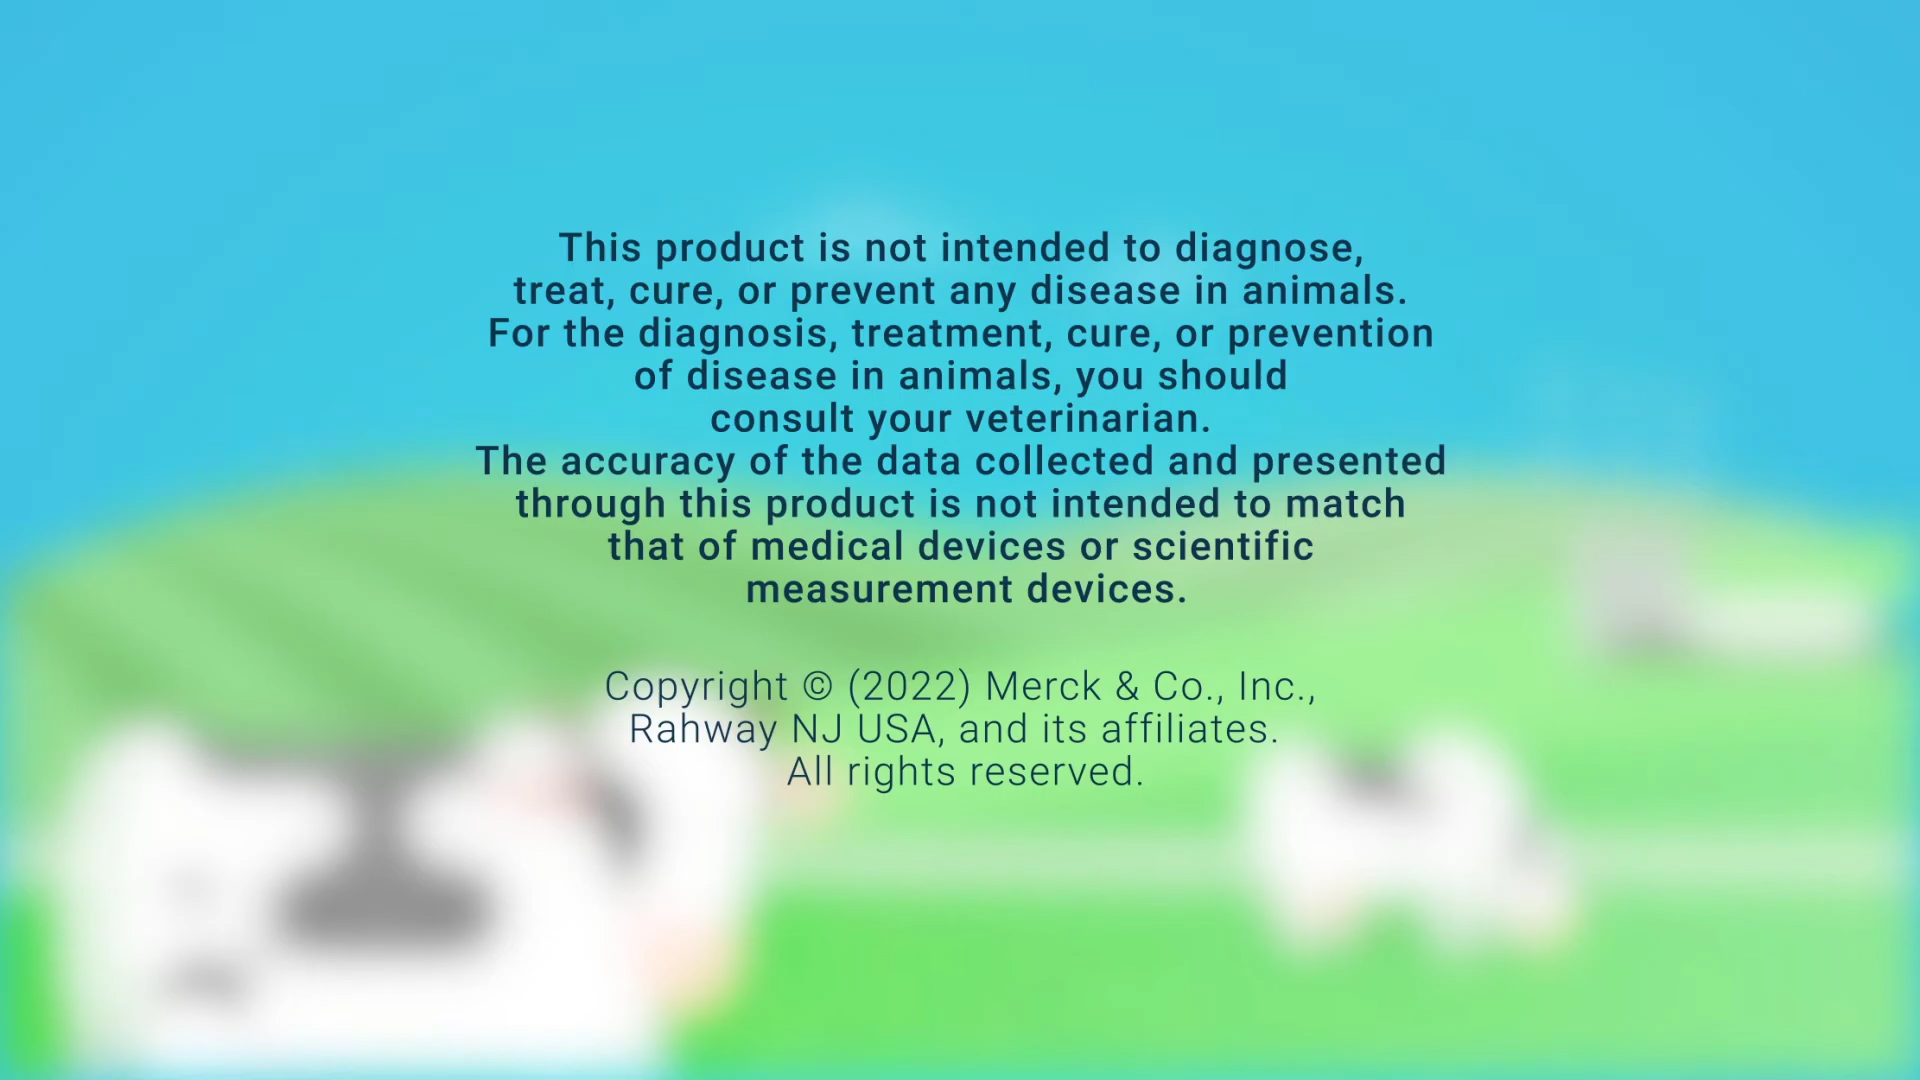 This product is not intended to diagnose,
treat, cure, or prevent any disease in animals.
For the diagnosis, treatment, cure, or prevention
of disease in animals, you should
consult your veterinarian.
The accuracy of the data collected and presented
through this product is not intended to match
that of medical devices or scientific
measurement devices.
Copyright © (2022) Merck & Co., Inc.,
Rahway NJ USA, and its affiliates.
All rights reserved.